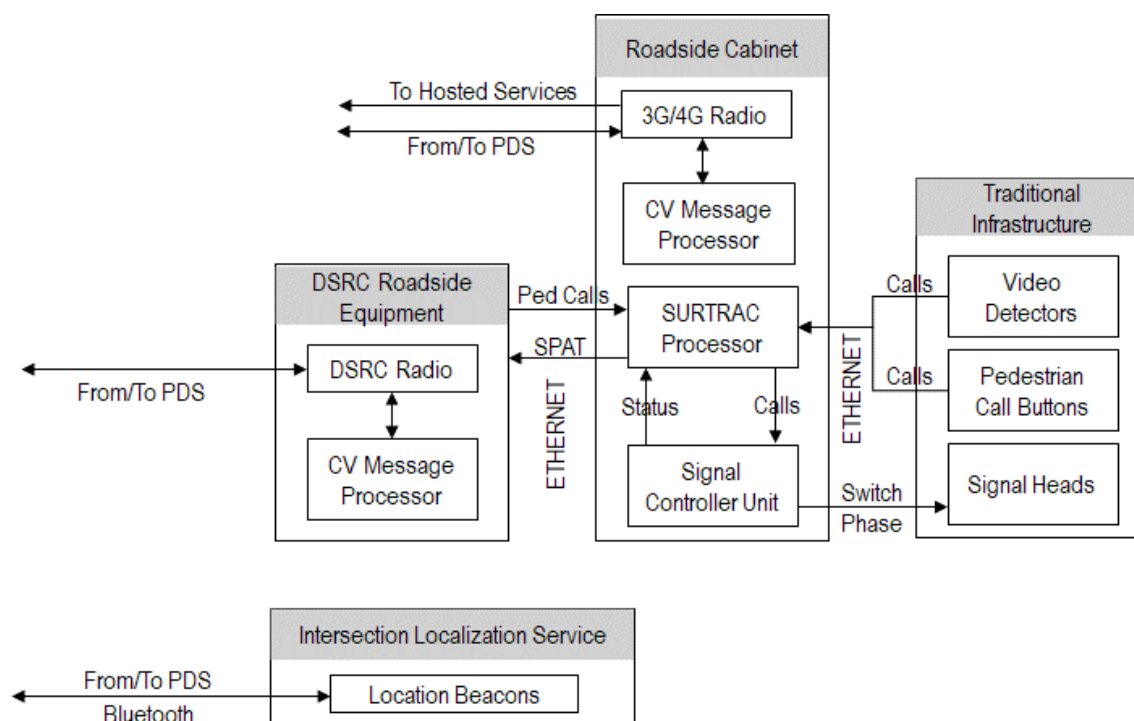 Roadside Cabinet
To Hosted Services
3G/4G Radio
From/To PDS
CV Message
Processor
Traditional
Infrastructure
DSRC Roadside
Equipment
Ped Calls
SURTRAC
Processor
Calls
Video
Detectors
SPAT
DSRC Radio
From/To PDS
ETHERNET
Status
Calls
ETHERNET
Calls
Pedestrian
Call Buttons
CV Message
Processor
Signal
Controller Unit
Switch
Phase
Signal Heads
Intersection Localization Service
From/To PDS
Bluetooth
Location Beacons